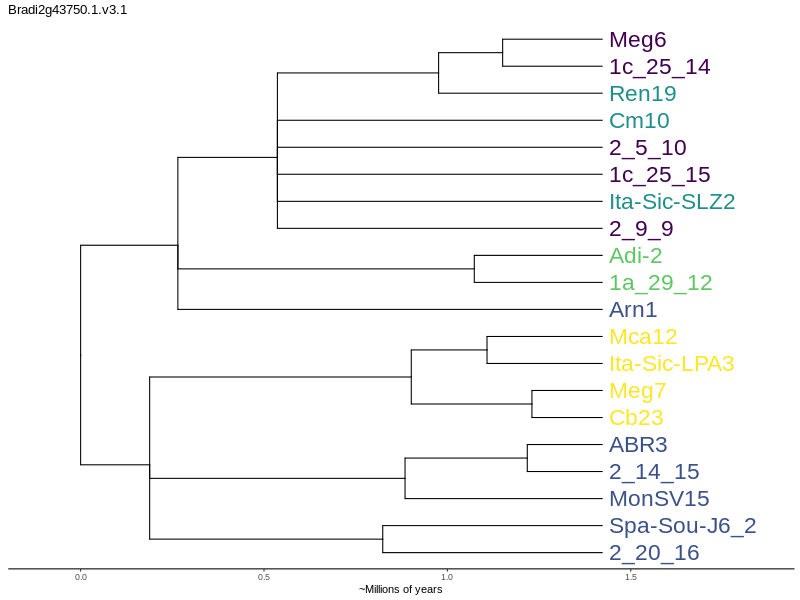 Bradi2g43750.1.v3.1
Meg6
1c_25_14
Ren19
Cm10
2_5_10
1c_25_15
Ita-Sic-SLZ2
2_9_9
Adi-2
1a_29_12
Arn1
Mca12
Ita-Sic-LPA3
Meg7
Cb23
ABR3
2_14_15
MonSV15
Spa-Sou-J6_2
2_20_16
0.0 0.5 1.0 1.5
~Millions of years